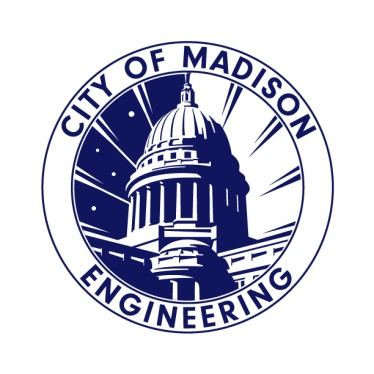 CITY OF MADISON
ENGINEERING